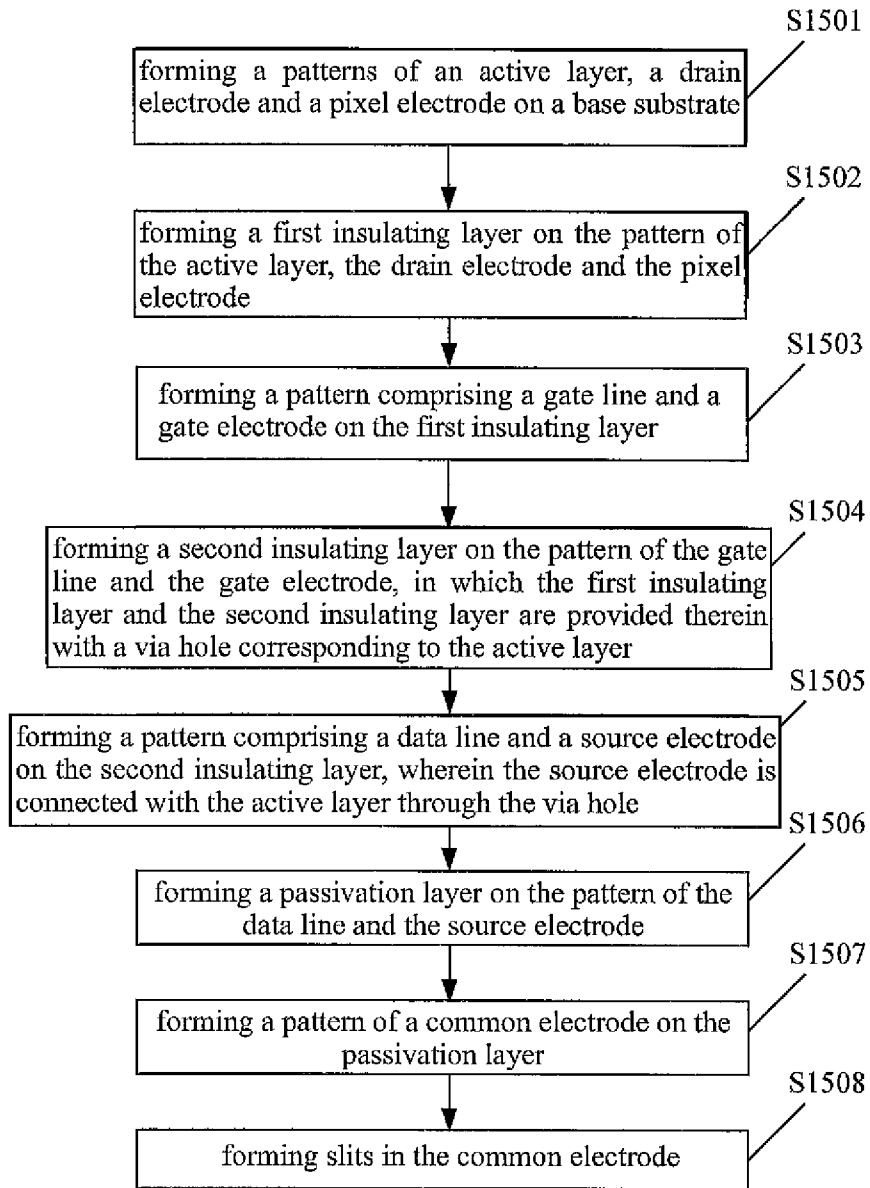 S1501
forming a patterns of an active layer, a drain
electrode and a pixel electrode on a base substrate
S1502
forming a first insulating layer on the pattern of
the active layer, the drain electrode and the pixel
electrode
S1503
forming a pattern comprising a gate line and a
gate electrode on the first insulating layer
S1504
forming a second insulating layer on the pattern of the gate
line and the gate electrode, in which the first insulating
layer and the second insulating layer are provided therein
with a via hole corresponding to the active layer
S1505
forming a pattern comprising a data line and a source electrode
on the second insulating layer, wherein the source electrode is
connected with the active layer through the via hole
S1506
forming a passivation layer on the pattern of the
data line and the source electrode
S1507
forming a pattern of a common electrode on the
passivation layer
S1508
forming slits in the common electrode